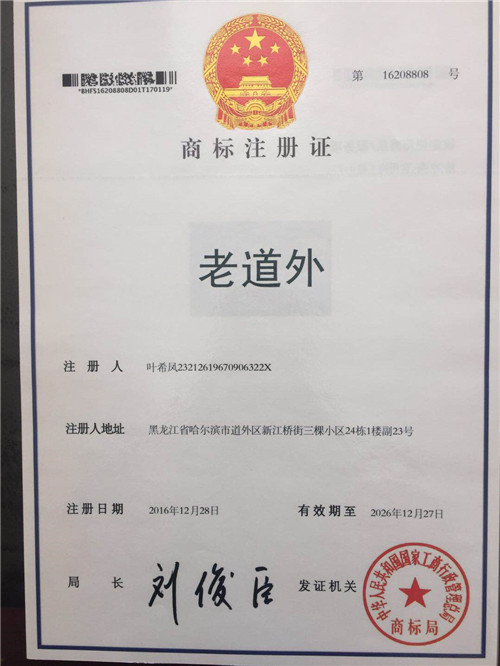 第 16208808 号
*BHFS16208808D01T170119*
商标注册证
老道外
注册人 叶希凤23212619670906322X
注册人地址 黑龙江省哈尔滨市道外区新江桥街三棵小区24栋1楼副23号
注册日期 2016年12月28日 有效期至 2026年12月27日
局长 刘俊臣 发证机关
中华人民共和国国家工商行政管理总局
商标局